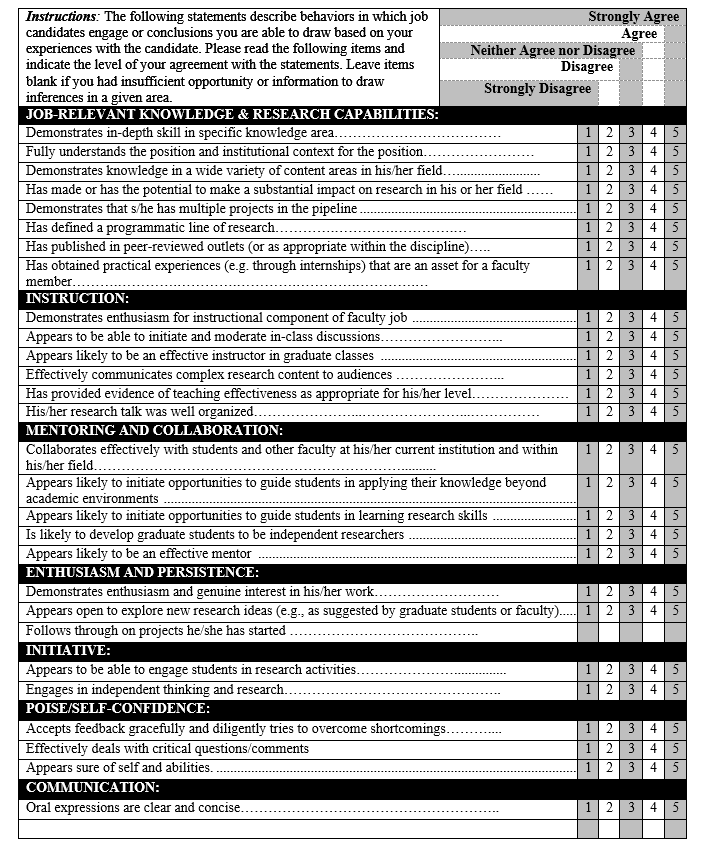 Instructions: The following statements describe behaviors in which job
candidates engage or conclusions you are able to draw based on your
experiences with the candidate. Please read the following items and
indicate the level of your agreement with the statements. Leave items
blank if you had insufficient opportunity or information to draw
inferences in a given area.
Strongly Agree
Agree
Neither Agree nor Disagree
Disagree
Strongly Disagree
JOB-RELEVANT KNOWLEDGE & RESEARCH CAPABILITIES:
Demonstrates in-depth skill in specific knowledge area…………………………………… 1 2 3 4 5
Fully understands the position and institutional context for the position……………………… 1 2 3 4 5
Demonstrates knowledge in a wide variety of content areas in his/her field............................. 1 2 3 4 5
Has made or has the potential to make a substantial impact on research in his or her field …… 1 2 3 4 5
Demonstrates that s/he has multiple projects in the pipeline ................................................................ 1 2 3 4 5
Has defined a programmatic line of research………………………………………… 1 2 3 4 5
Has published in peer-reviewed outlets (or as appropriate within the discipline)….. 1 2 3 4 5
Has obtained practical experiences (e.g. through internships) that are an asset for a faculty 1 2 3 4 5
member…………………………………………………………………………
INSTRUCTION:
Demonstrates enthusiasm for instructional component of faculty job ................................................ 1 2 3 4 5
Appears to be able to initiate and moderate in-class discussions……………………….. 1 2 3 4 5
Appears likely to be an effective instructor in graduate classes .......................................................... 1 2 3 4 5
Effectively communicates complex research content to audiences …………………... 1 2 3 4 5
Has provided evidence of teaching effectiveness as appropriate for his/her level…………………… 1 2 3 4 5
His/her research talk was well organized……………………………………………………… 1 2 3 4 5
MENTORING AND COLLABORATION:
Collaborates effectively with students and other faculty at his/her current institution and within 1 2 3 4 5
his/her field……………………………………………………………..........
Appears likely to initiate opportunities to guide students in applying their knowledge beyond 1 2 3 4 5
academic environments ........................................................................................................................
Appears likely to initiate opportunities to guide students in learning research skills ......................... 1 2 3 4 5
Is likely to develop graduate students to be independent researchers ................................................. 1 2 3 4 5
Appears likely to be an effective mentor ............................................................................................. 1 2 3 4 5
ENTHUSIASM AND PERSISTENCE:
Demonstrates enthusiasm and genuine interest in his/her work………………………… 1 2 3 4 5
Appears open to explore new research ideas (e.g., as suggested by graduate students or faculty)..... 1 2 3 4 5
Follows through on projects he/she has started ……………………………………..
INITIATIVE:
Appears to be able to engage students in research activities…………………............... 1 2 3 4 5
Engages in independent thinking and research…………………………………………….. 1 2 3 4 5
POISE/SELF-CONFIDENCE:
Accepts feedback gracefully and diligently tries to overcome shortcomings………..... 1 2 3 4 5
Effectively deals with critical questions/comments 1 2 3 4 5
Appears sure of self and abilities. ......................................................................................................... 1 2 3 4 5
COMMUNICATION:
Oral expressions are clear and concise…………………………………………….. 1 2 3 4 5